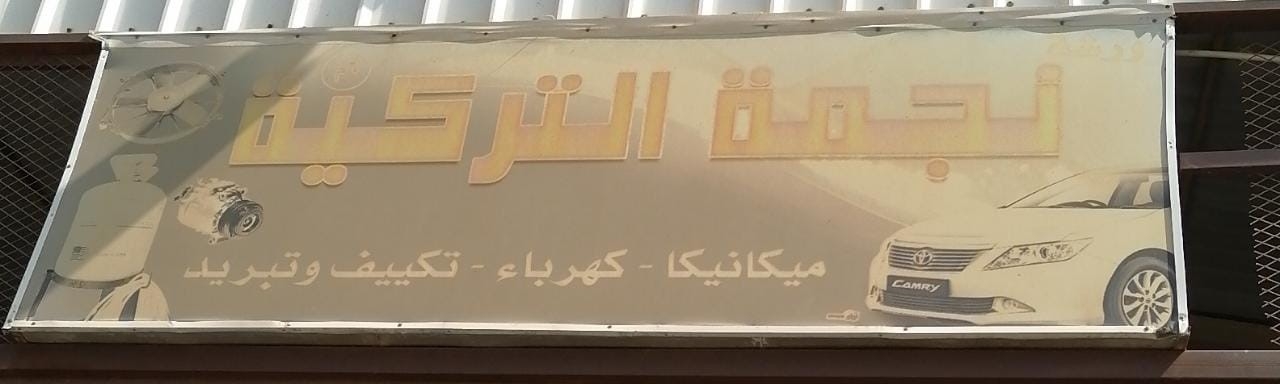 ورشة
نجمة التركية
ميكانيكا - كهرباء - تكييف وتبريد
CAMRY